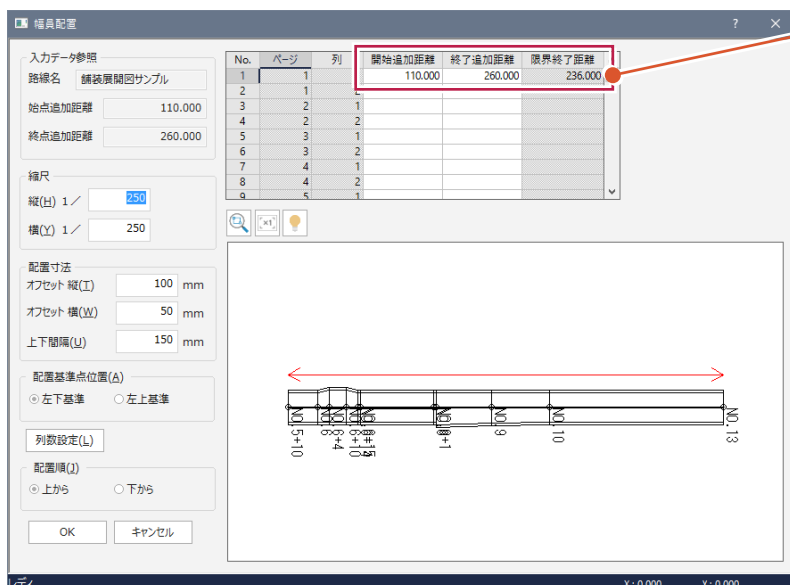 幅員配置
? ×
入力データ参照
路線名 舗装展開図サンプル
始点追加距離 110.000
終点追加距離 260.000
縮尺
縦(H) 1／ 250
横(Y) 1／ 250
配置寸法
オフセット 縦(T) 100 mm
オフセット 横(W) 50 mm
上下間隔(U) 150 mm
配置基準点位置(A)
左下基準 左上基準
列数設定(L)
配置順(J)
上から 下から
OK キャンセル
No. ページ 列 開始追加距離 終了追加距離 限界終了距離
1 1 110.000 260.000 236.000
2 1 2
3 2 1
4 2 2
5 3 1
6 3 2
7 4 1
8 4 2
9 5 1
×1
NO.5+10
NO.9
NO.10
NO.13
X: 0.000 Y: 0.000